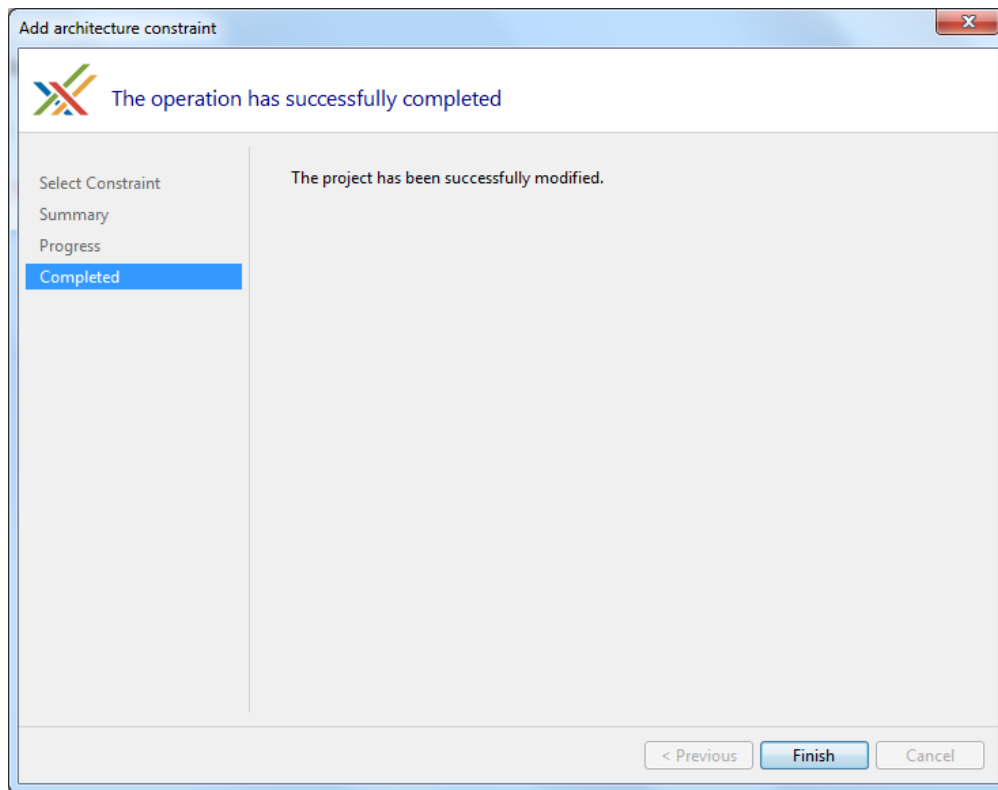 Add architecture constraint
The operation has successfully completed
Select Constraint
Summary
Progress
Completed
The project has been successfully modified.
< Previous
Finish
Cancel